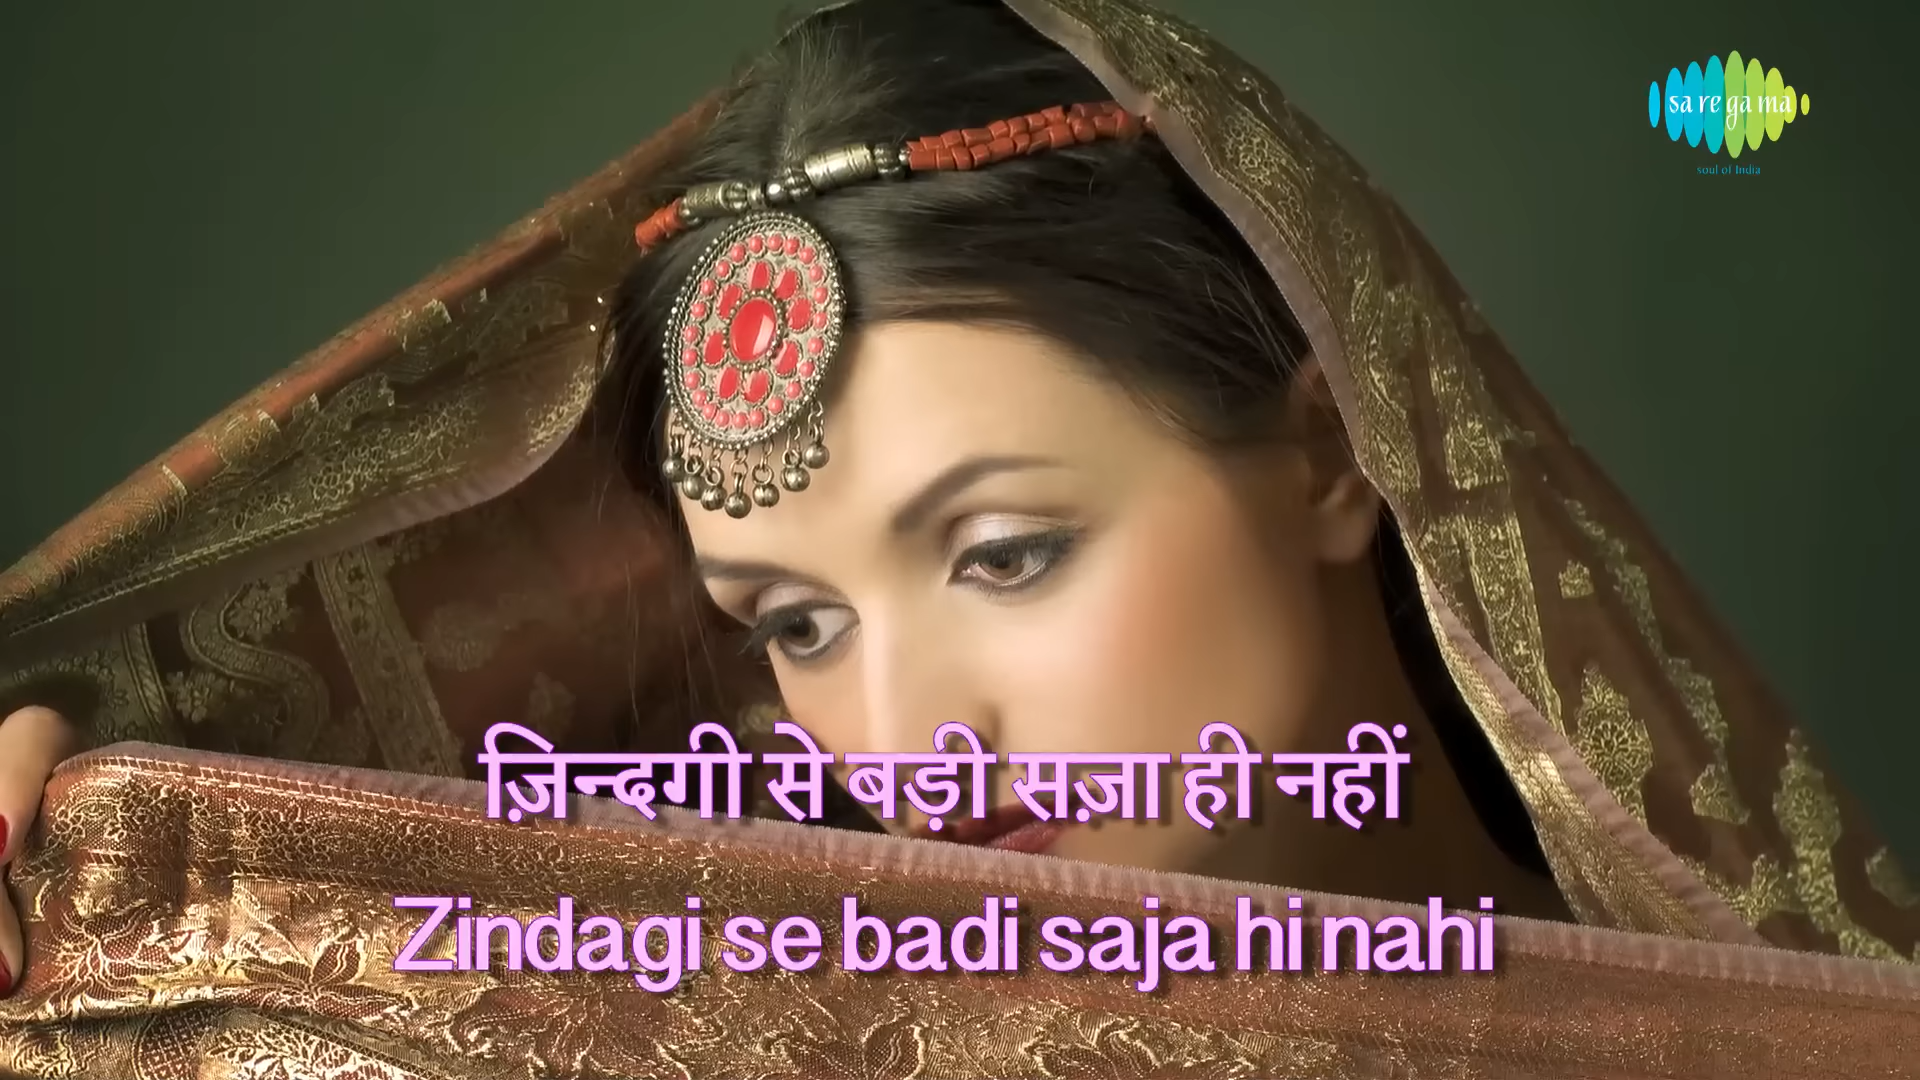 sa re ga ma
soul of India
ज़िन्दगी से बड़ी सज़ा ही नहीं
Zindagi se badi saja hi nahi